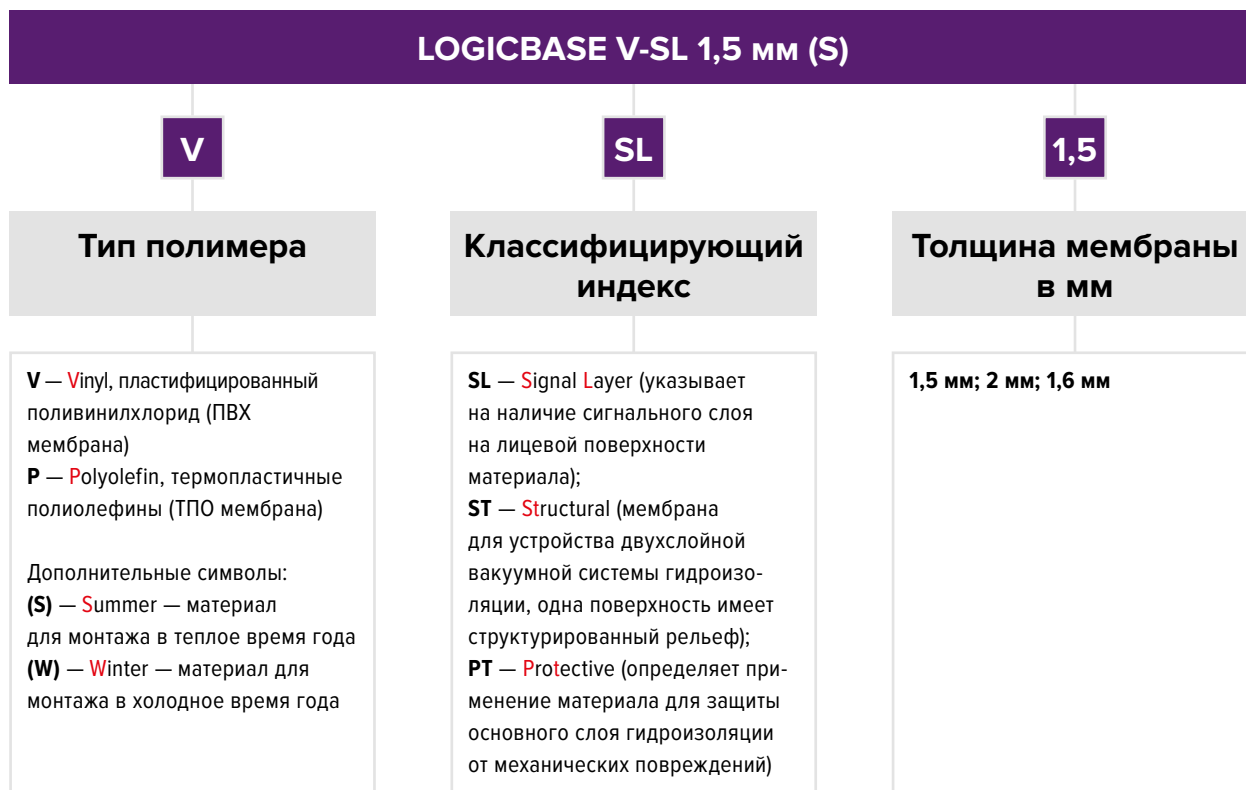 LOGICBASE V-SL 1,5 мм (S)
V
Тип полимера
V — Vinyl, пластифицированный
поливинилхлорид (ПВХ
мембрана)
P — Polyolefin, термопластичные
полиолефины (ТПО мембрана)
Дополнительные символы:
(S) — Summer — материал
для монтажа в теплое время года
(W) — Winter — материал для
монтажа в холодное время года
SL
Классифицирующий
индекс
SL — Signal Layer (указывает
на наличие сигнального слоя
на лицевой поверхности
материала);
ST — Structural (мембрана
для устройства двухслойной
вакуумной системы гидроизо-
ляции, одна поверхность имеет
структурированный рельеф);
PT — Protective (определяет при-
менение материала для защиты
основного слоя гидроизоляции
от механических повреждений)
1,5
Толщина мембраны
в мм
1,5 мм; 2 мм; 1,6 мм